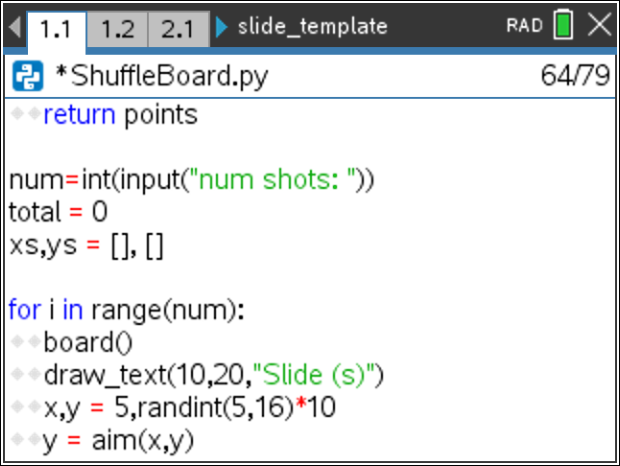 1.1 1.2 2.1 slide_template RAD
*ShuffleBoard.py 64/79
return points
num=int(input("num shots: "))
total = 0
xs,ys = [], []
for i in range(num):
board()
draw_text(10,20,"Slide (s)")
x,y = 5,randint(5,16)*10
y = aim(x,y)